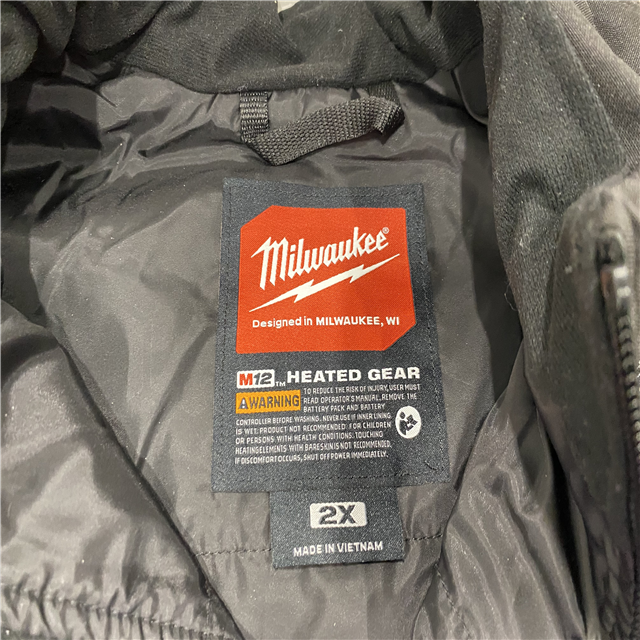 Milwaukee®
Designed in MILWAUKEE, WI
M12™ HEATED GEAR
WARNING TO REDUCE THE RISK OF INJURY, USER MUST
READ OPERATOR'S MANUAL. REMOVE THE
BATTERY PACK AND BATTERY
CONTROLLER BEFORE WASHING. NEVER USE IF INNER LINING
IS WET. PRODUCT NOT RECOMMENDED FOR CHILDREN
OR PERSONS WITH HEALTH CONDITIONS. TOUCHING
HEATING ELEMENTS WITH BARE SKIN IS NOT RECOMMENDED.
IF DISCOMFORT OCCURS, SHUT OFF POWER IMMEDIATELY.
2X
MADE IN VIETNAM